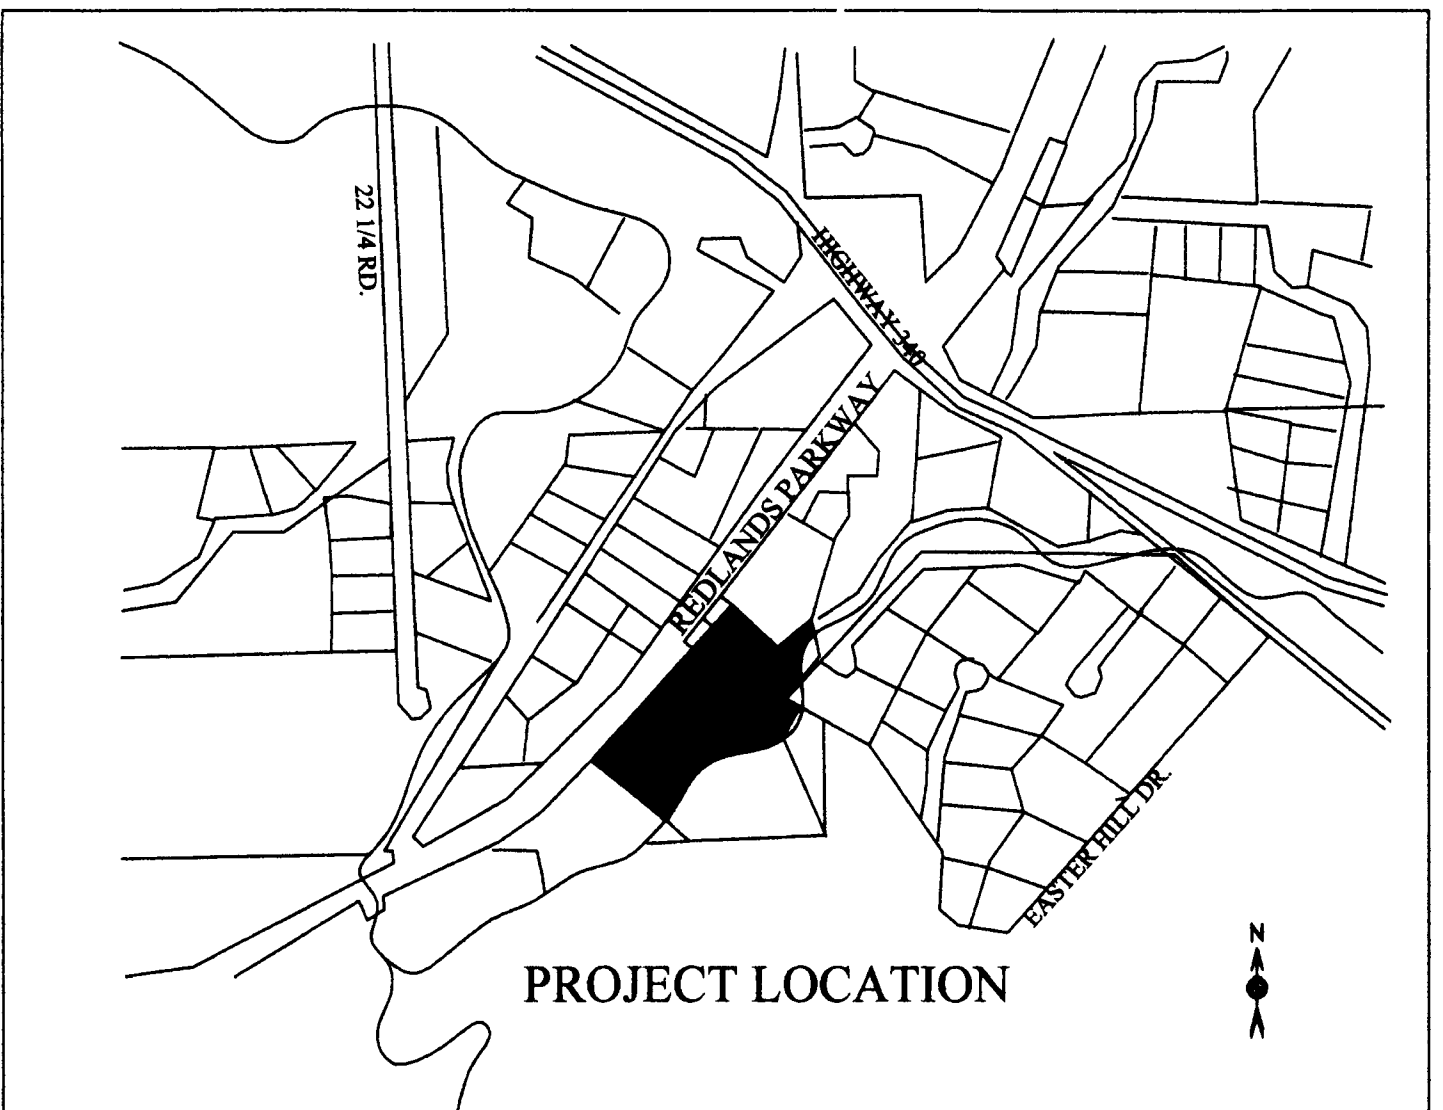 22 1/4 RD.
HIGHWAY 340
REDLANDS PARKWAY
EASTER HILL DR.
N
PROJECT LOCATION